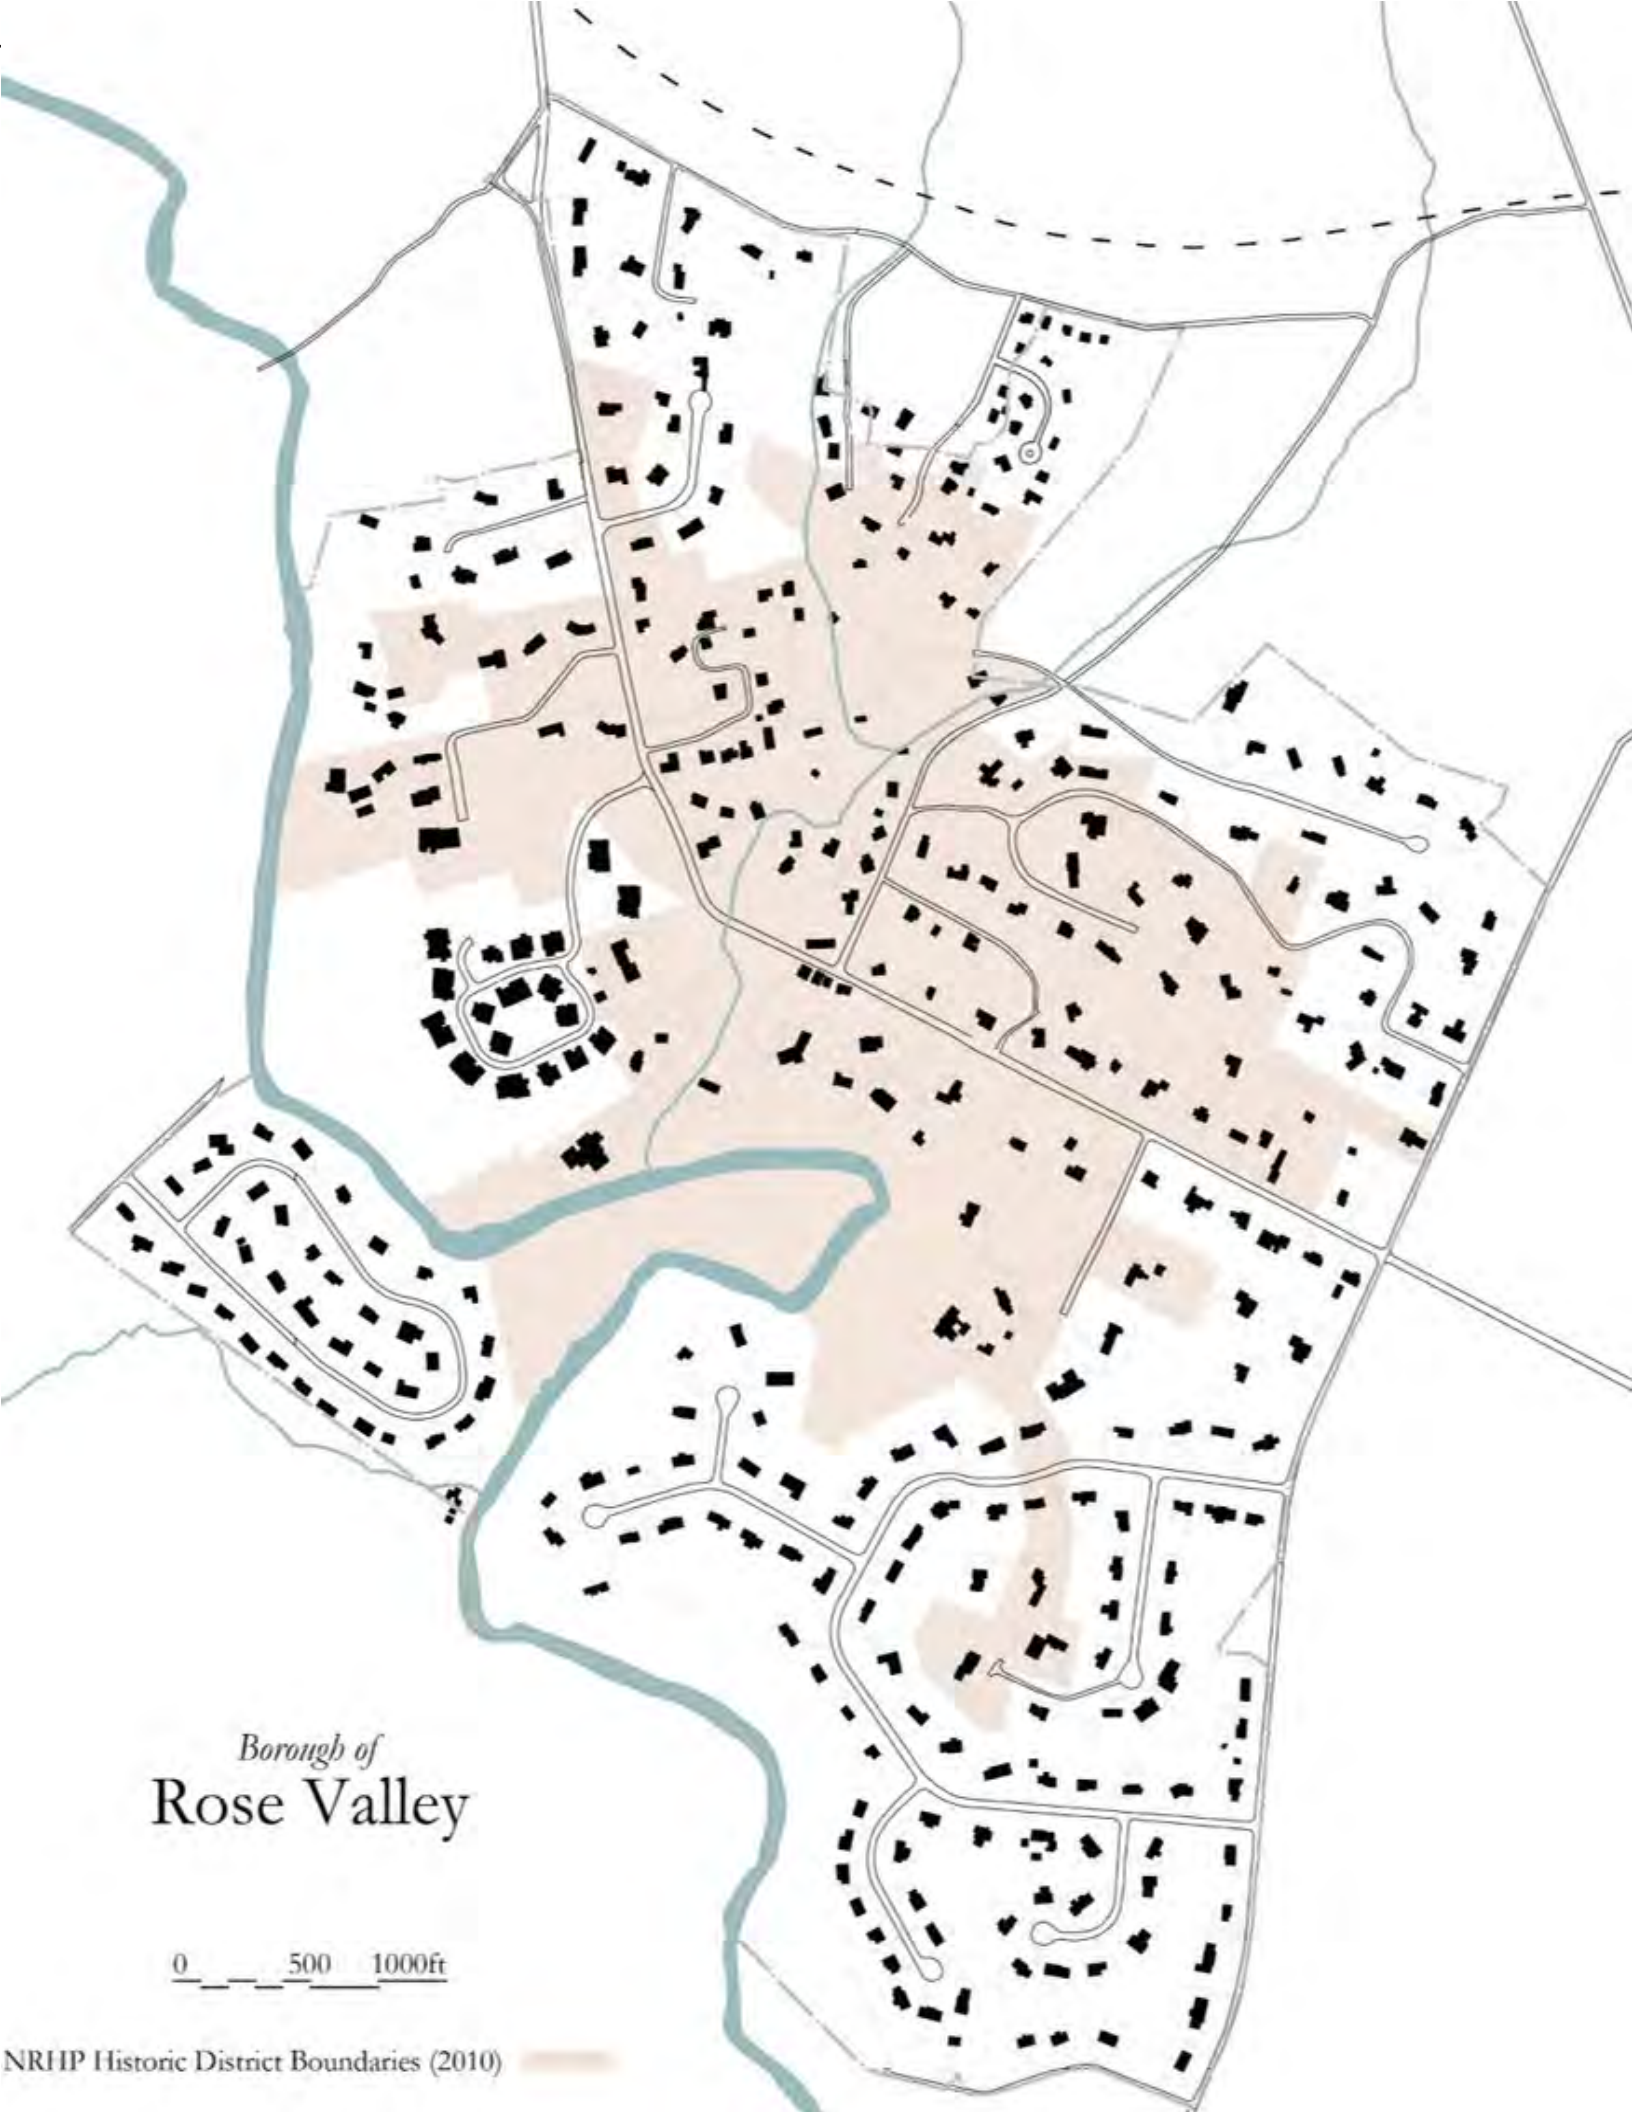 Borough of
Rose Valley
0 500 1000ft
NRHP Historic District Boundaries (2010)